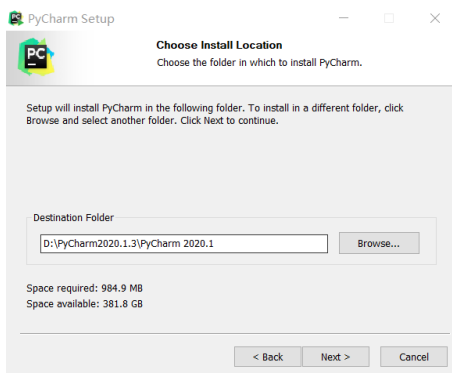 PyCharm Setup
PC
Choose Install Location
Choose the folder in which to install PyCharm.
Setup will install PyCharm in the following folder. To install in a different folder, click
Browse and select another folder. Click Next to continue.
Destination Folder
D:\PyCharm2020.1.3\PyCharm 2020.1
Browse...
Space required: 984.9 MB
Space available: 381.8 GB
< Back
Next >
Cancel